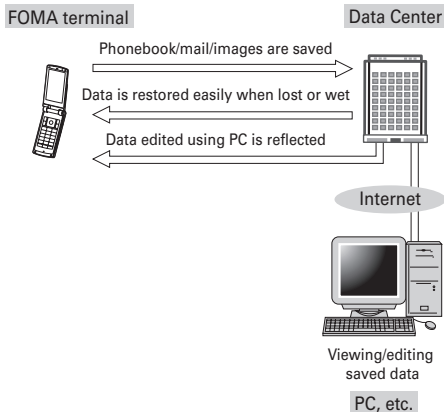 FOMA terminal
Data Center
Phonebook/mail/images are saved
Data is restored easily when lost or wet
Data edited using PC is reflected
Internet
Viewing/editing
saved data
PC, etc.